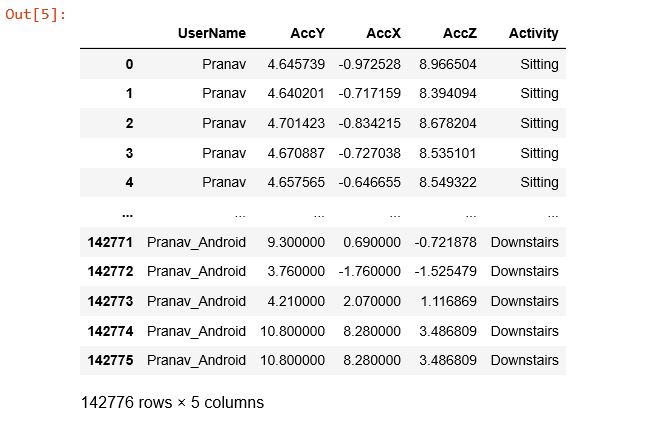 Out[5]:
UserName AccY AccX AccZ Activity
0 Pranav 4.645739 -0.972528 8.966504 Sitting
1 Pranav 4.640201 -0.717159 8.394094 Sitting
2 Pranav 4.701423 -0.834215 8.678204 Sitting
3 Pranav 4.670887 -0.727038 8.535101 Sitting
4 Pranav 4.657565 -0.646655 8.549322 Sitting
... ... ... ... ... ...
142771 Pranav_Android 9.300000 0.690000 -0.721878 Downstairs
142772 Pranav_Android 3.760000 -1.760000 -1.525479 Downstairs
142773 Pranav_Android 4.210000 2.070000 1.116869 Downstairs
142774 Pranav_Android 10.800000 8.280000 3.486809 Downstairs
142775 Pranav_Android 10.800000 8.280000 3.486809 Downstairs
142776 rows × 5 columns